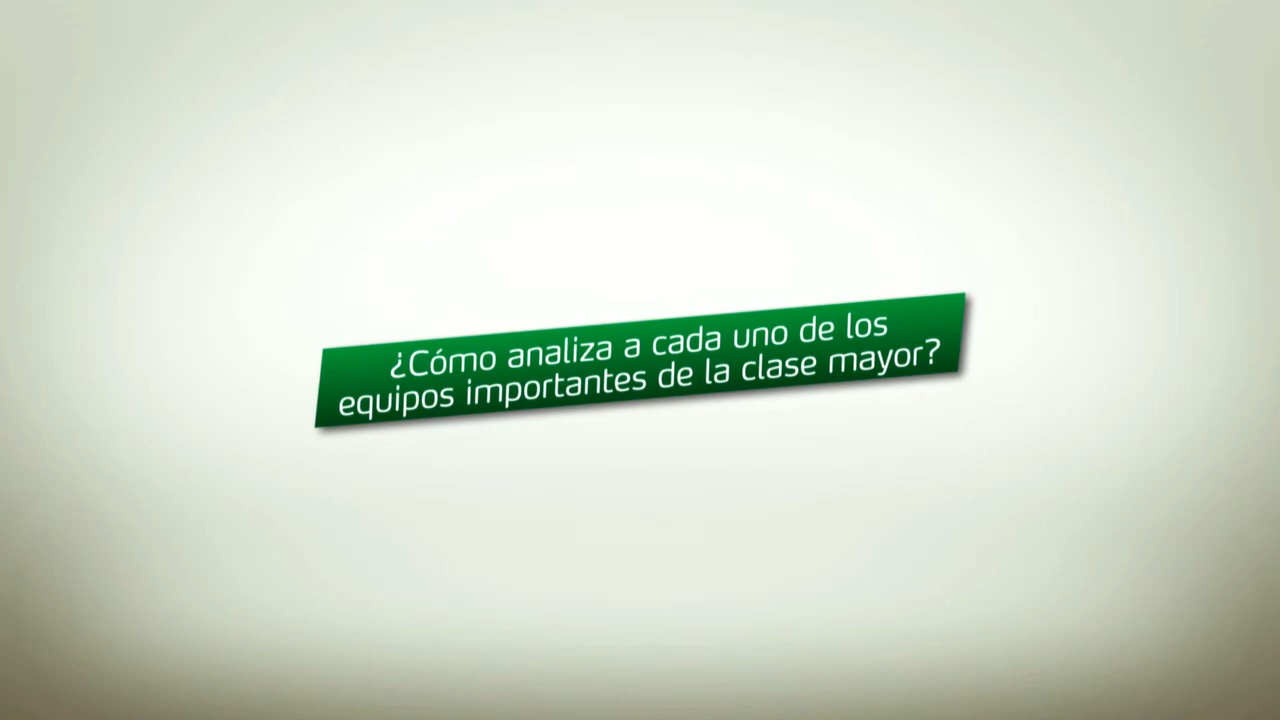 ¿Cómo analiza a cada uno de los
equipos importantes de la clase mayor?